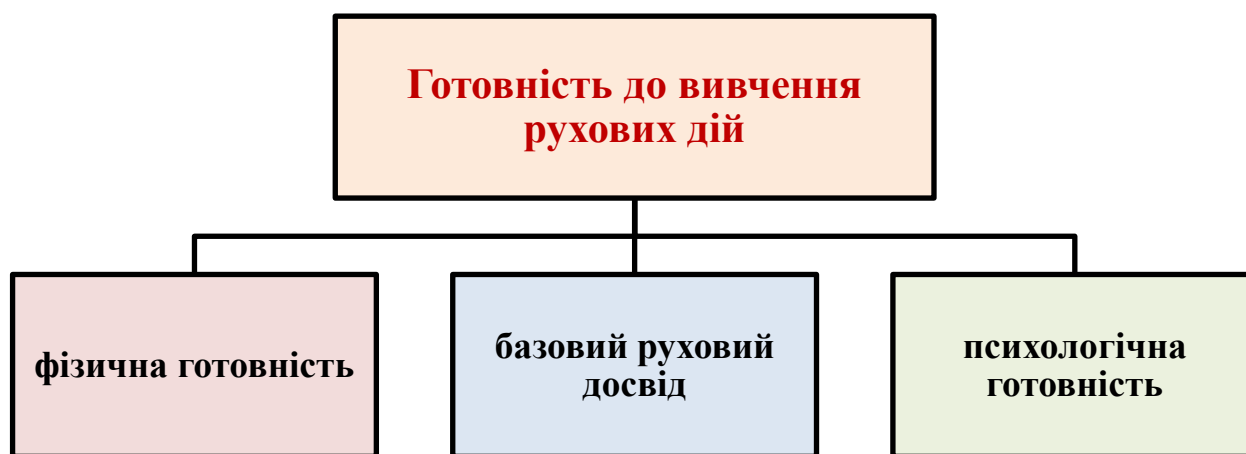 Готовність до вивчення
рухових дій
фізична готовність
базовий руховий
досвід
психологічна
готовність